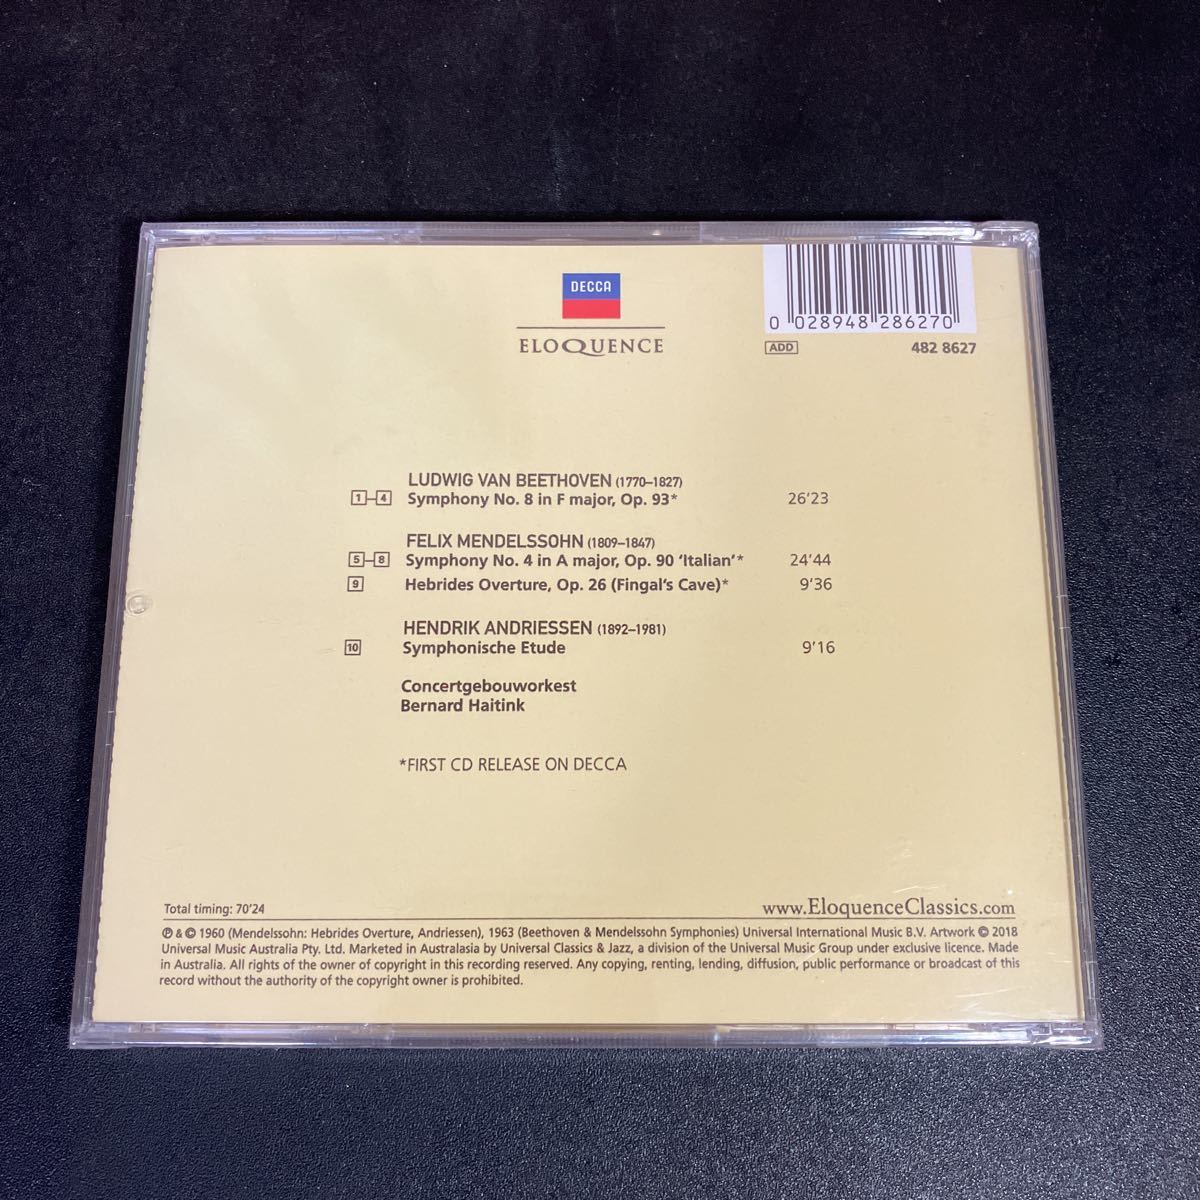 DECCA
ELOQUENCE
0 028948 286270
ADD
482 8627
LUDWIG VAN BEETHOVEN (1770–1827)
1–4 Symphony No. 8 in F major, Op. 93* 26'23
FELIX MENDELSSOHN (1809–1847)
5–8 Symphony No. 4 in A major, Op. 90 ‘Italian’* 24'44
9 Hebrides Overture, Op. 26 (Fingal's Cave)* 9'36
HENDRIK ANDRIESSEN (1892–1981)
10 Symphonische Etude 9'16
Concertgebouworkest
Bernard Haitink
*FIRST CD RELEASE ON DECCA
Total timing: 70'24
www.EloquenceClassics.com
℗ & © 1960 (Mendelssohn: Hebrides Overture, Andriessen), 1963 (Beethoven & Mendelssohn Symphonies) Universal International Music B.V. Artwork © 2018
Universal Music Australia Pty. Ltd. Marketed in Australasia by Universal Classics & Jazz, a division of the Universal Music Group under exclusive licence. Made
in Australia. All rights of the owner of copyright in this recording reserved. Any copying, renting, lending, diffusion, public performance or broadcast of this
record without the authority of the copyright owner is prohibited.